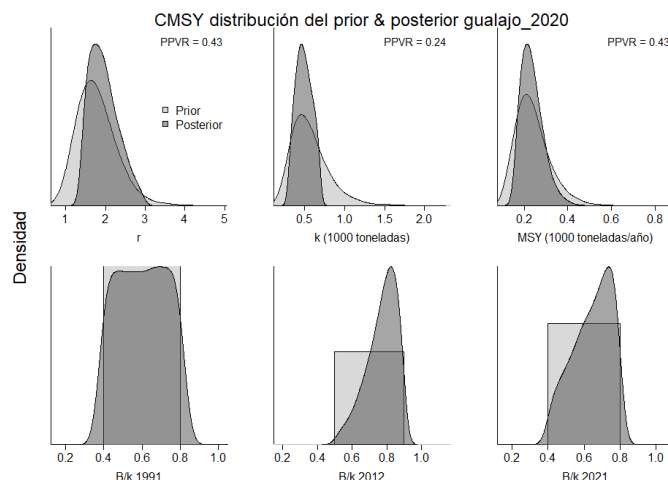 CMSY distribución del prior & posterior gualajo_2020
PPVR = 0.43
PPVR = 0.24
PPVR = 0.43
Prior
Posterior
1 2 3 4 5
0.5 1.0 1.5 2.0
0.2 0.4 0.6 0.8
r
k (1000 toneladas)
MSY (1000 toneladas/año)
Densidad
0.2 0.4 0.6 0.8 1.0
0.2 0.4 0.6 0.8 1.0
0.2 0.4 0.6 0.8 1.0
B/k 1991
B/k 2012
B/k 2021